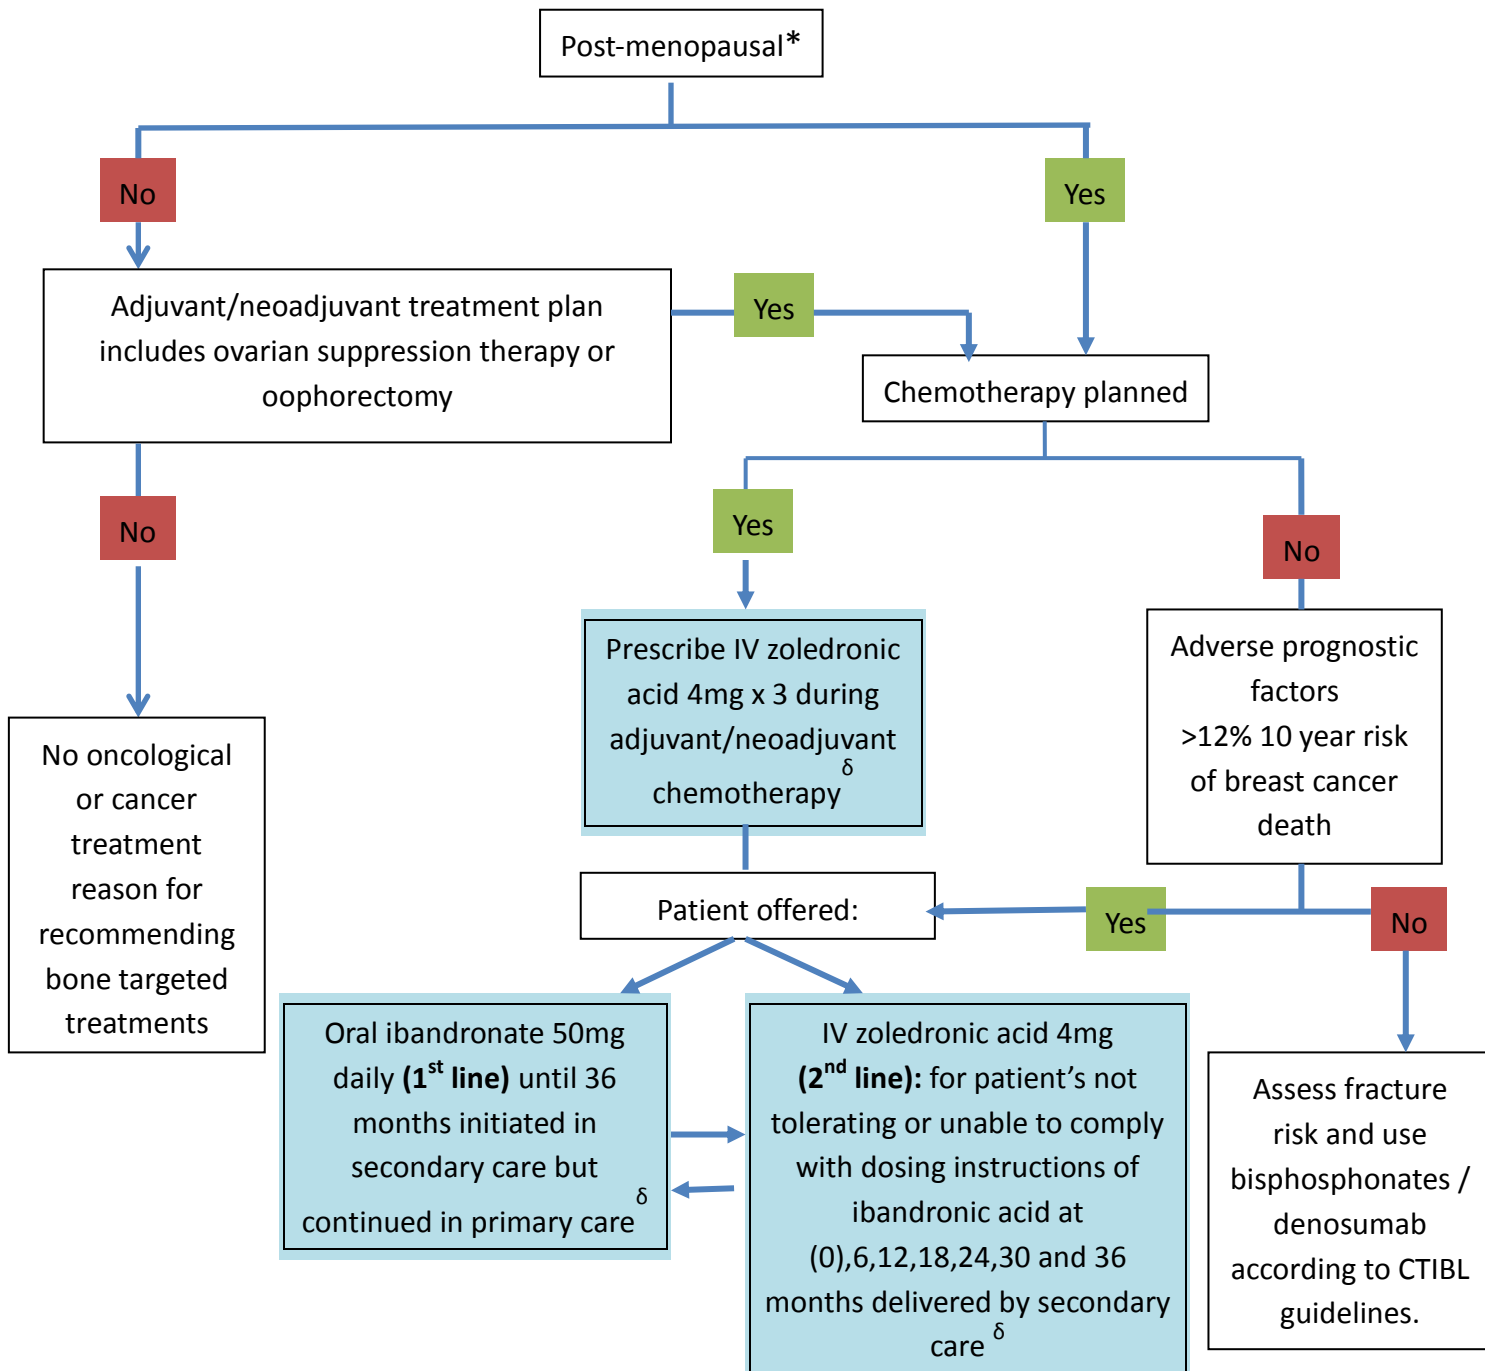 Post-menopausal*
No
Yes
Adjuvant/neoadjuvant treatment plan
includes ovarian suppression therapy or
oophorectomy
Yes
Chemotherapy planned
No
Yes
No
Prescribe IV zoledronic
acid 4mg x 3 during
adjuvant/neoadjuvant
chemotherapy δ
Adverse prognostic
factors
>12% 10 year risk
of breast cancer
death
No oncological
or cancer
treatment
reason for
recommending
bone targeted
treatments
Patient offered:
Yes
No
Oral ibandronate 50mg
daily (1st line) until 36
months initiated in
secondary care but
continued in primary care δ
IV zoledronic acid 4mg
(2nd line): for patient's not
tolerating or unable to comply
with dosing instructions of
ibandronic acid at
(0),6,12,18,24,30 and 36
months delivered by secondary
care δ
Assess fracture
risk and use
bisphosphonates /
denosumab
according to CTIBL
guidelines.